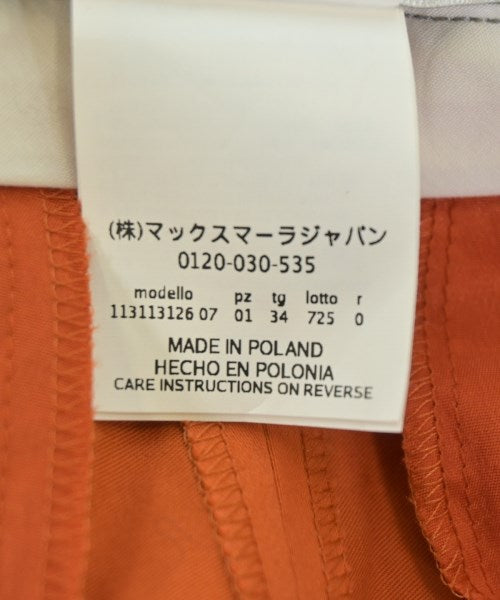 (株)マックスマーラジャパン
0120-030-535
modello pz tg lotto r
113113126 07 01 34 725 0
MADE IN POLAND
HECHO EN POLONIA
CARE INSTRUCTIONS ON REVERSE